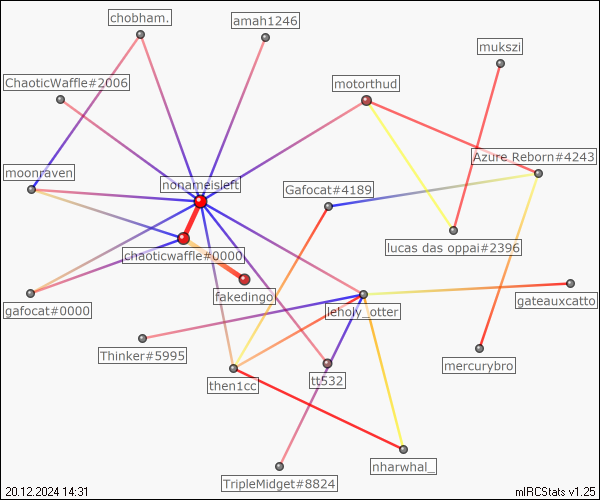 chobham.
amah1246
mukszi
ChaoticWaffle#2006
motorthud
Azure Reborn#4243
moonraven
nonameisleft
Gafocat#4189
lucas das oppai#2396
chaoticwaffle#0000
fakedingo
gafocat#0000
leholy_otter
gateauxcatto
Thinker#5995
mercurybro
then1cc
tt532
nharwhal_
TripleMidget#8824
20.12.2024 14:31
mIRCStats v1.25